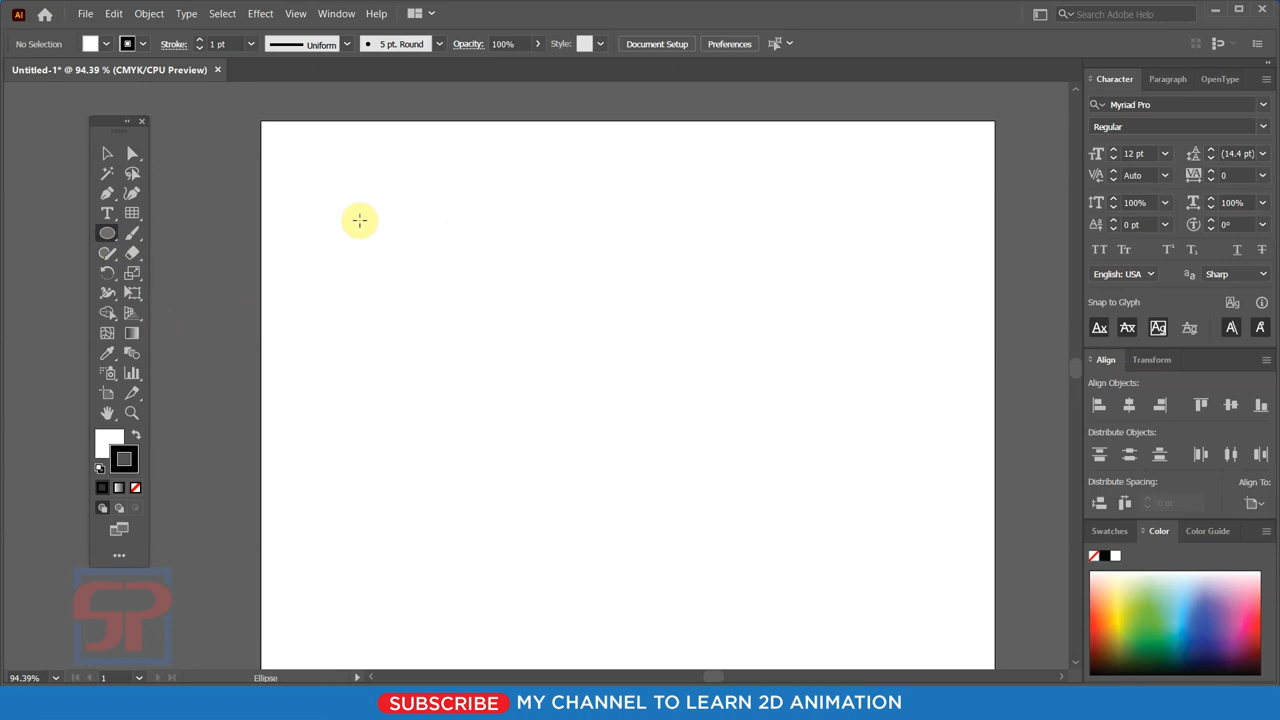 Ai File Edit Object Type Select Effect View Window Help Search Adobe Help
No Selection Stroke: 1 pt Uniform 5 pt. Round Opacity: 100% Style: Document Setup Preferences
Untitled-1* @ 94.39 % (CMYK/CPU Preview)
Character Paragraph OpenType
Myriad Pro
Regular
12 pt (14.4 pt)
Auto 0
100% 100%
0 pt 0°
English: USA Sharp
Snap to Glyph
Align Transform
Align Objects:
Distribute Objects:
Distribute Spacing: Align To:
0 pt
Swatches Color Color Guide
SP
94.39% 1 Ellipse
SUBSCRIBE MY CHANNEL TO LEARN 2D ANIMATION